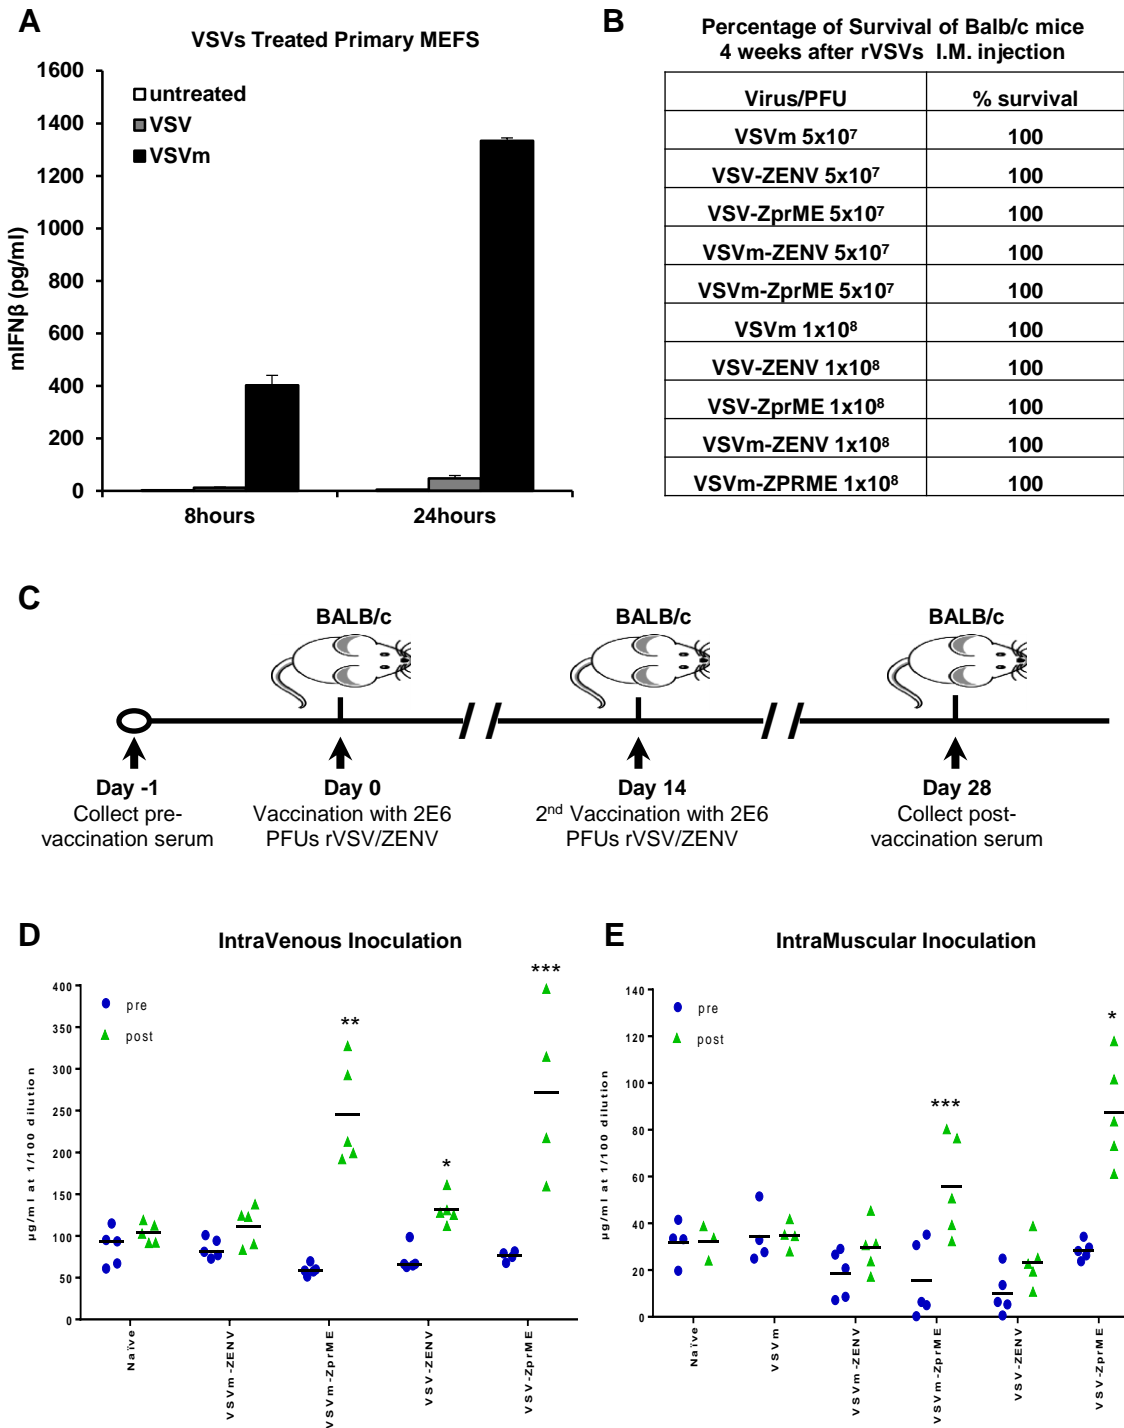 A
VSVs Treated Primary MEFS
1600
1400
1200
1000
800
600
400
200
0
mIFNβ (pg/ml)
untreated
VSV
VSVm
8hours
24hours
B
Percentage of Survival of Balb/c mice
4 weeks after rVSVs I.M. injection
Virus/PFU % survival
VSVm 5x10⁷ 100
VSV-ZENV 5x10⁷ 100
VSV-ZprME 5x10⁷ 100
VSVm-ZENV 5x10⁷ 100
VSVm-ZprME 5x10⁷ 100
VSVm 1x10⁸ 100
VSV-ZENV 1x10⁸ 100
VSV-ZprME 1x10⁸ 100
VSVm-ZENV 1x10⁸ 100
VSVm-ZPRME 1x10⁸ 100
C
BALB/c BALB/c BALB/c
Day -1
Collect pre-
vaccination serum
Day 0
Vaccination with 2E6
PFUs rVSV/ZENV
Day 14
2nd Vaccination with 2E6
PFUs rVSV/ZENV
Day 28
Collect post-
vaccination serum
D
IntraVenous Inoculation
400
350
300
250
200
150
100
50
0
µg/ml at 1/100 dilution
pre
post
**
*
***
Naïve
VSVm-ZENV
VSVm-ZprME
VSV-ZENV
VSV-ZprME
E
IntraMuscular Inoculation
140
120
100
80
60
40
20
0
µg/ml at 1/100 dilution
pre
post
***
*
Naïve
VSVm
VSVm-ZENV
VSVm-ZprME
VSV-ZENV
VSV-ZprME